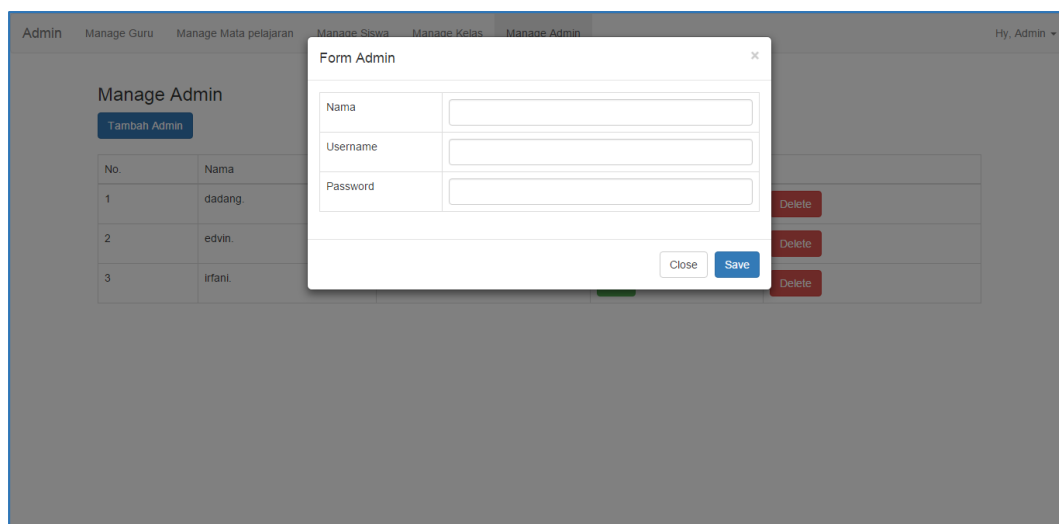 Admin Manage Guru Manage Mata pelajaran Manage Siswa Manage Kelas Manage Admin Hy, Admin
Form Admin ×
Manage Admin
Nama
Tambah Admin
Username
No. Nama
Password
1 dadang. Delete
2 edvin. Delete
Close Save
3 irfani. Delete